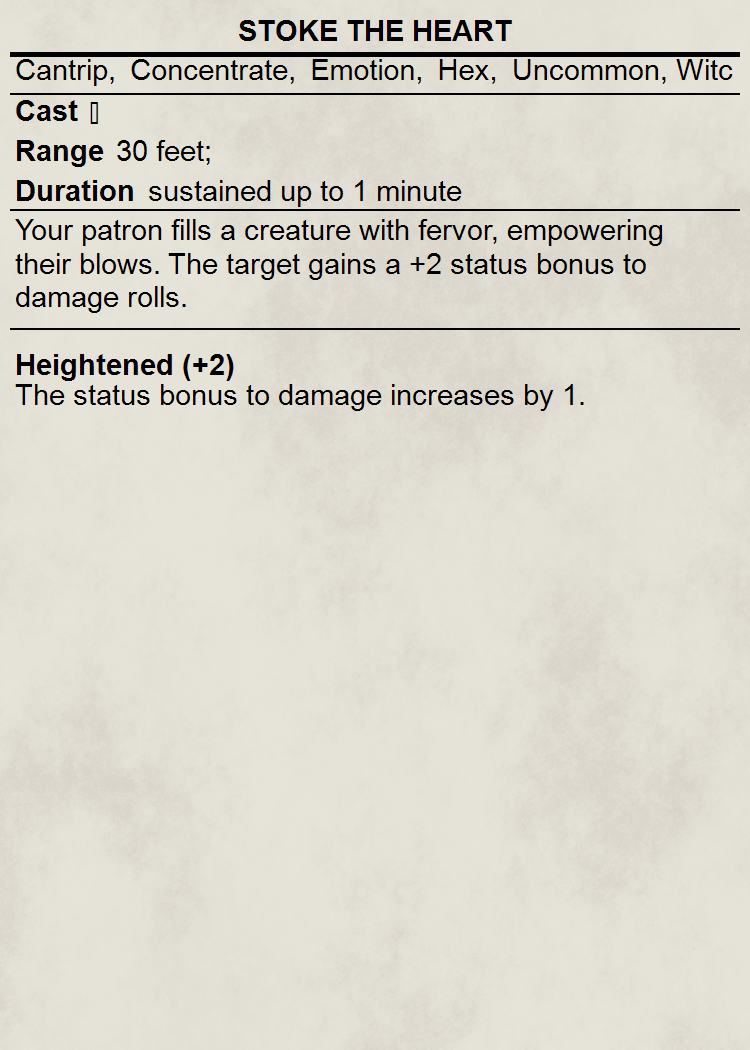 STOKE THE HEART
Cantrip, Concentrate, Emotion, Hex, Uncommon, Witc
Cast ▯
Range 30 feet;
Duration sustained up to 1 minute
Your patron fills a creature with fervor, empowering
their blows. The target gains a +2 status bonus to
damage rolls.
Heightened (+2)
The status bonus to damage increases by 1.